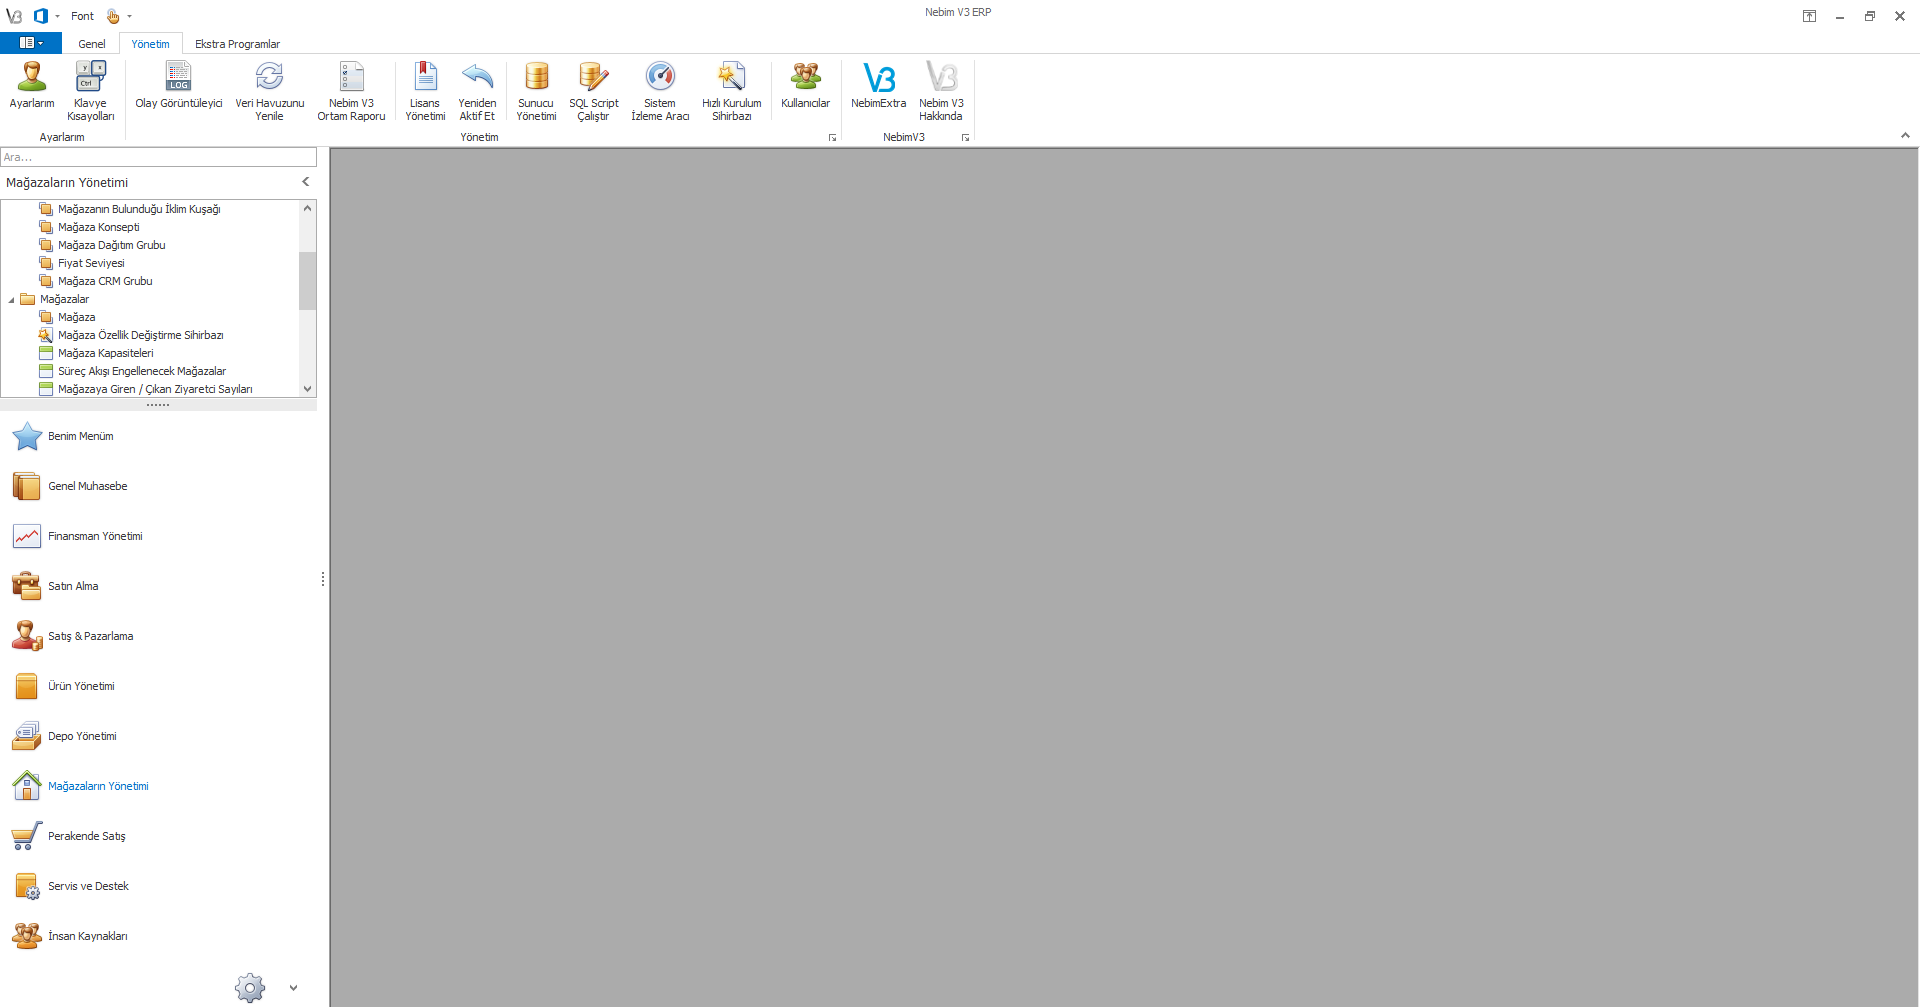 Font
Nebim V3 ERP
Genel
Yönetim
Ekstra Programlar
Ayarlarım
Klavye
Kısayolları
Ayarlarım
LOG
Olay Görüntüleyici
Veri Havuzunu
Yenile
Nebim V3
Ortam Raporu
Lisans
Yönetimi
Yeniden
Aktif Et
Sunucu
Yönetimi
SQL Script
Çalıştır
Sistem
İzleme Aracı
Hızlı Kurulum
Sihirbazı
Kullanıcılar
Yönetim
V3
NebimExtra
V3
Nebim V3
Hakkında
NebimV3
Ara...
Mağazaların Yönetimi
Mağazanın Bulunduğu İklim Kuşağı
Mağaza Konsepti
Mağaza Dağıtım Grubu
Fiyat Seviyesi
Mağaza CRM Grubu
Mağazalar
Mağaza
Mağaza Özellik Değiştirme Sihirbazı
Mağaza Kapasiteleri
Süreç Akışı Engellenecek Mağazalar
Mağazaya Giren / Çıkan Ziyaretci Sayıları
Benim Menüm
Genel Muhasebe
Finansman Yönetimi
Satın Alma
Satış & Pazarlama
Ürün Yönetimi
Depo Yönetimi
Mağazaların Yönetimi
Perakende Satış
Servis ve Destek
İnsan Kaynakları